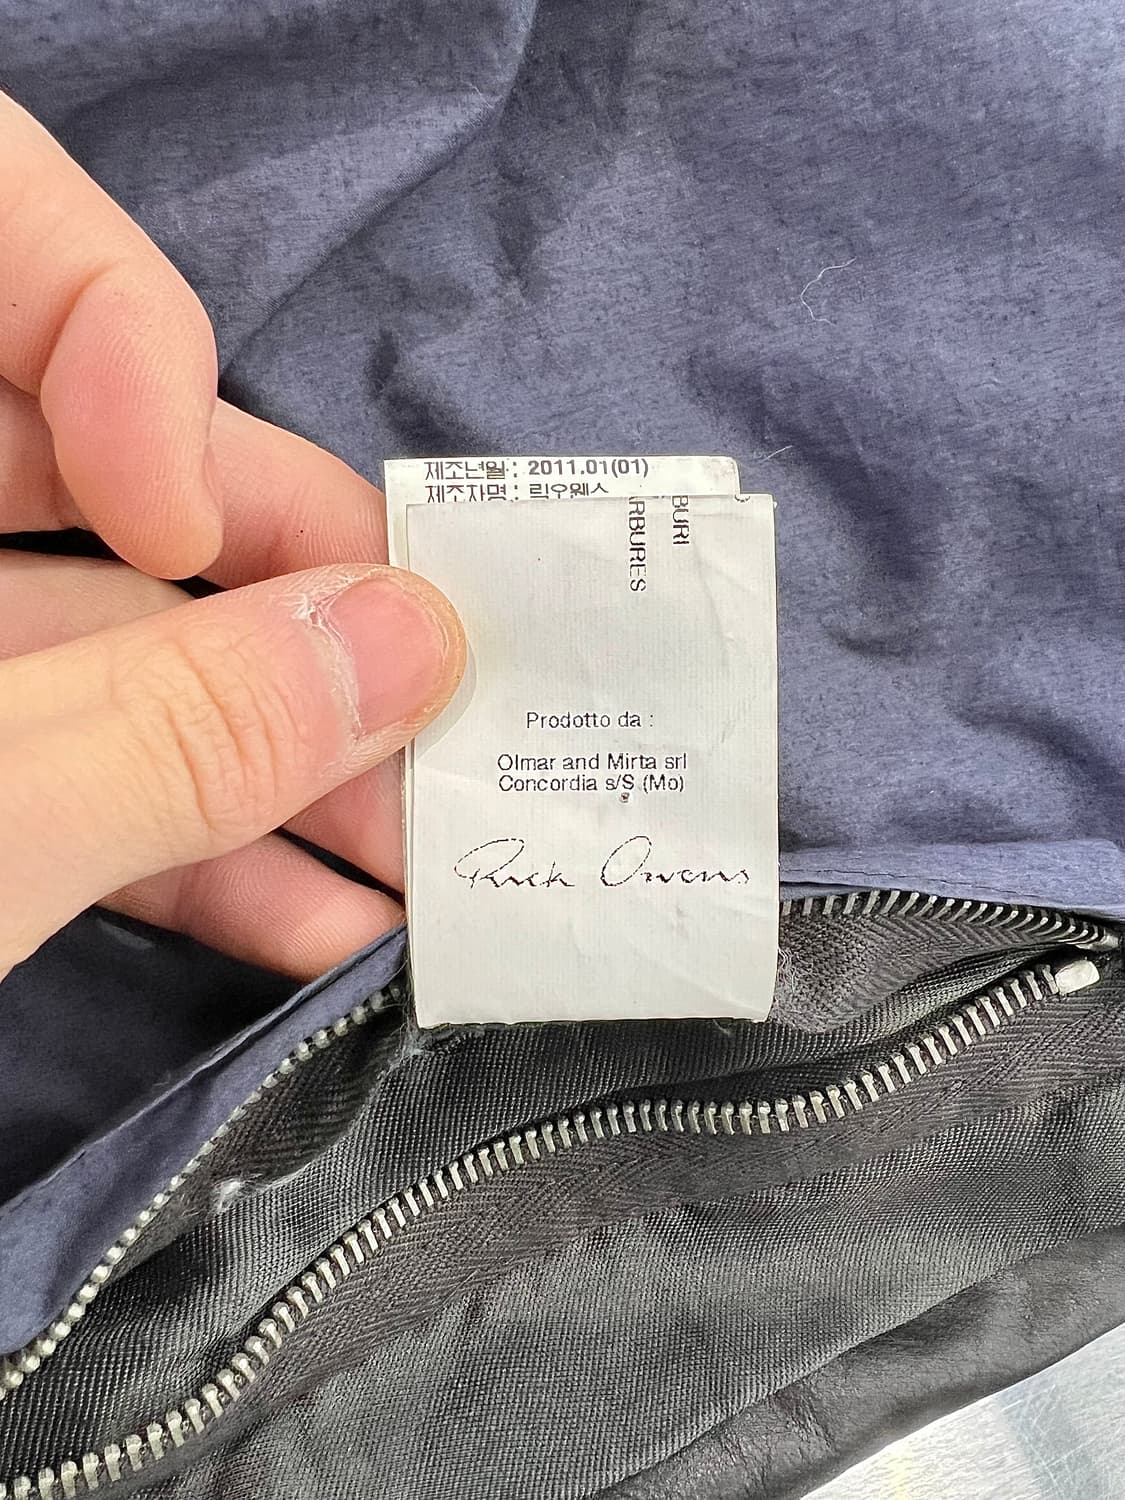 제조년월: 2011.01(01)
제조자명: 릭오웬스
BURI
RBURES
Prodotto da :
Olmar and Mirta srl
Concordia s/S (Mo)
Rick Owens